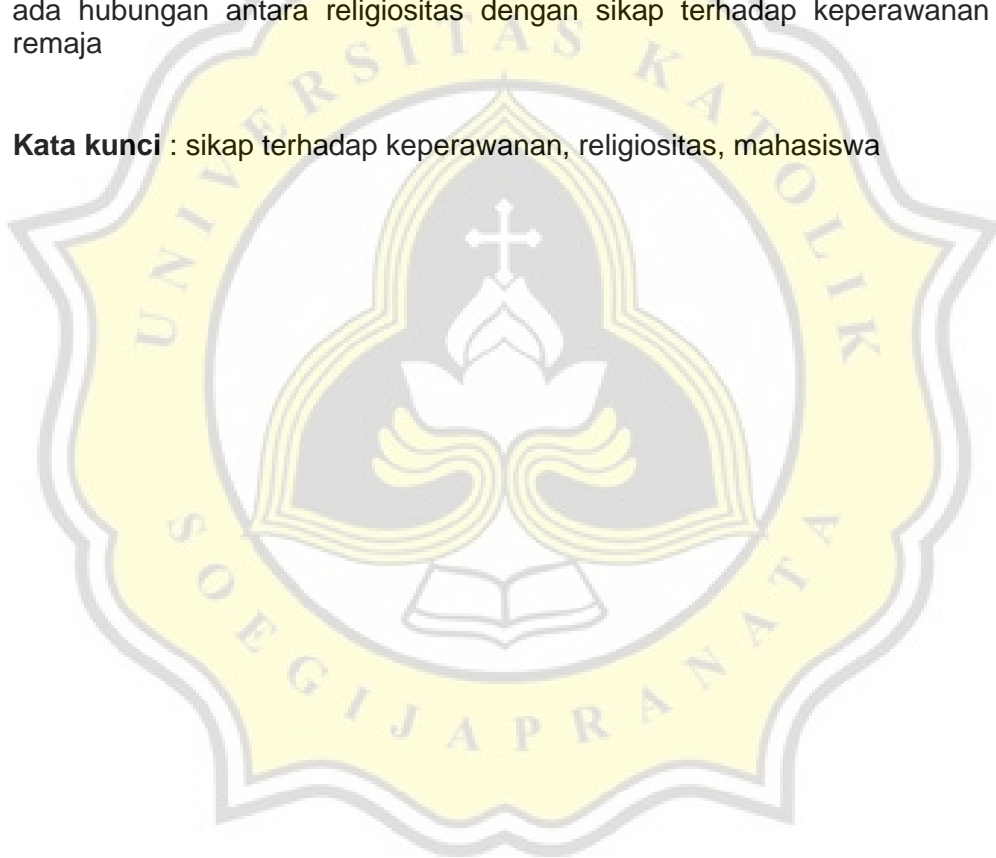 ada hubungan antara religiositas dengan sikap terhadap keperawanan
remaja
Kata kunci : sikap terhadap keperawanan, religiositas, mahasiswa
UNIVERSITAS KATOLIK
SOEGIJAPRANATA